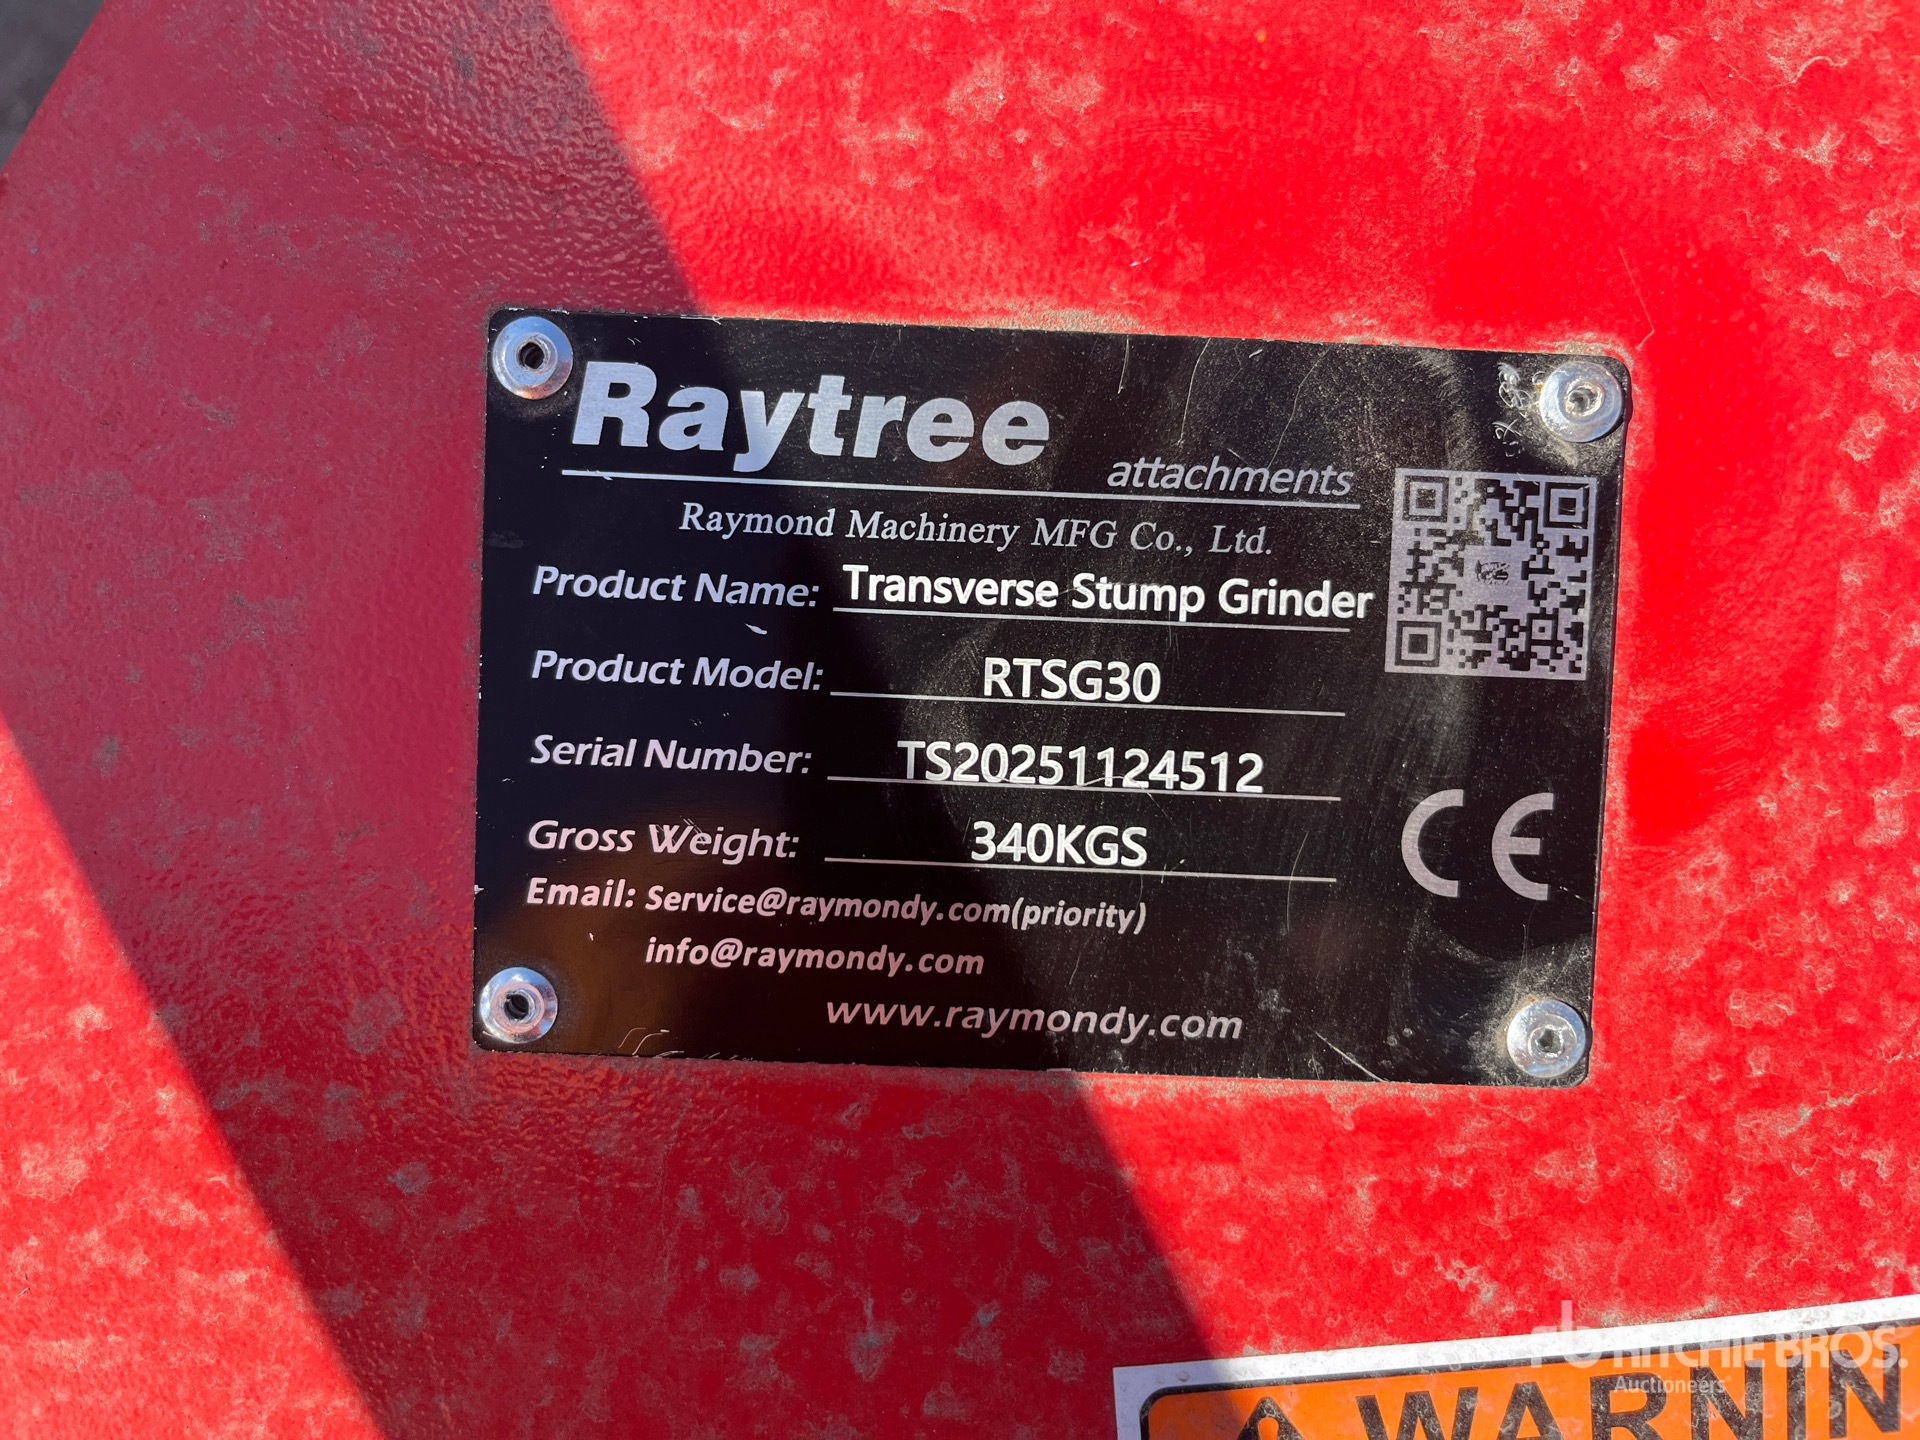 Raytree
attachments
Raymond Machinery MFG Co., Ltd.
Product Name: Transverse Stump Grinder
Product Model: RTSG30
Serial Number: TS20251124512
Gross Weight: 340KGS
CE
Email: Service@raymondy.com(priority)
info@raymondy.com
www.raymondy.com
rb RITCHIE BROS.
Auctioneers
WARNIN